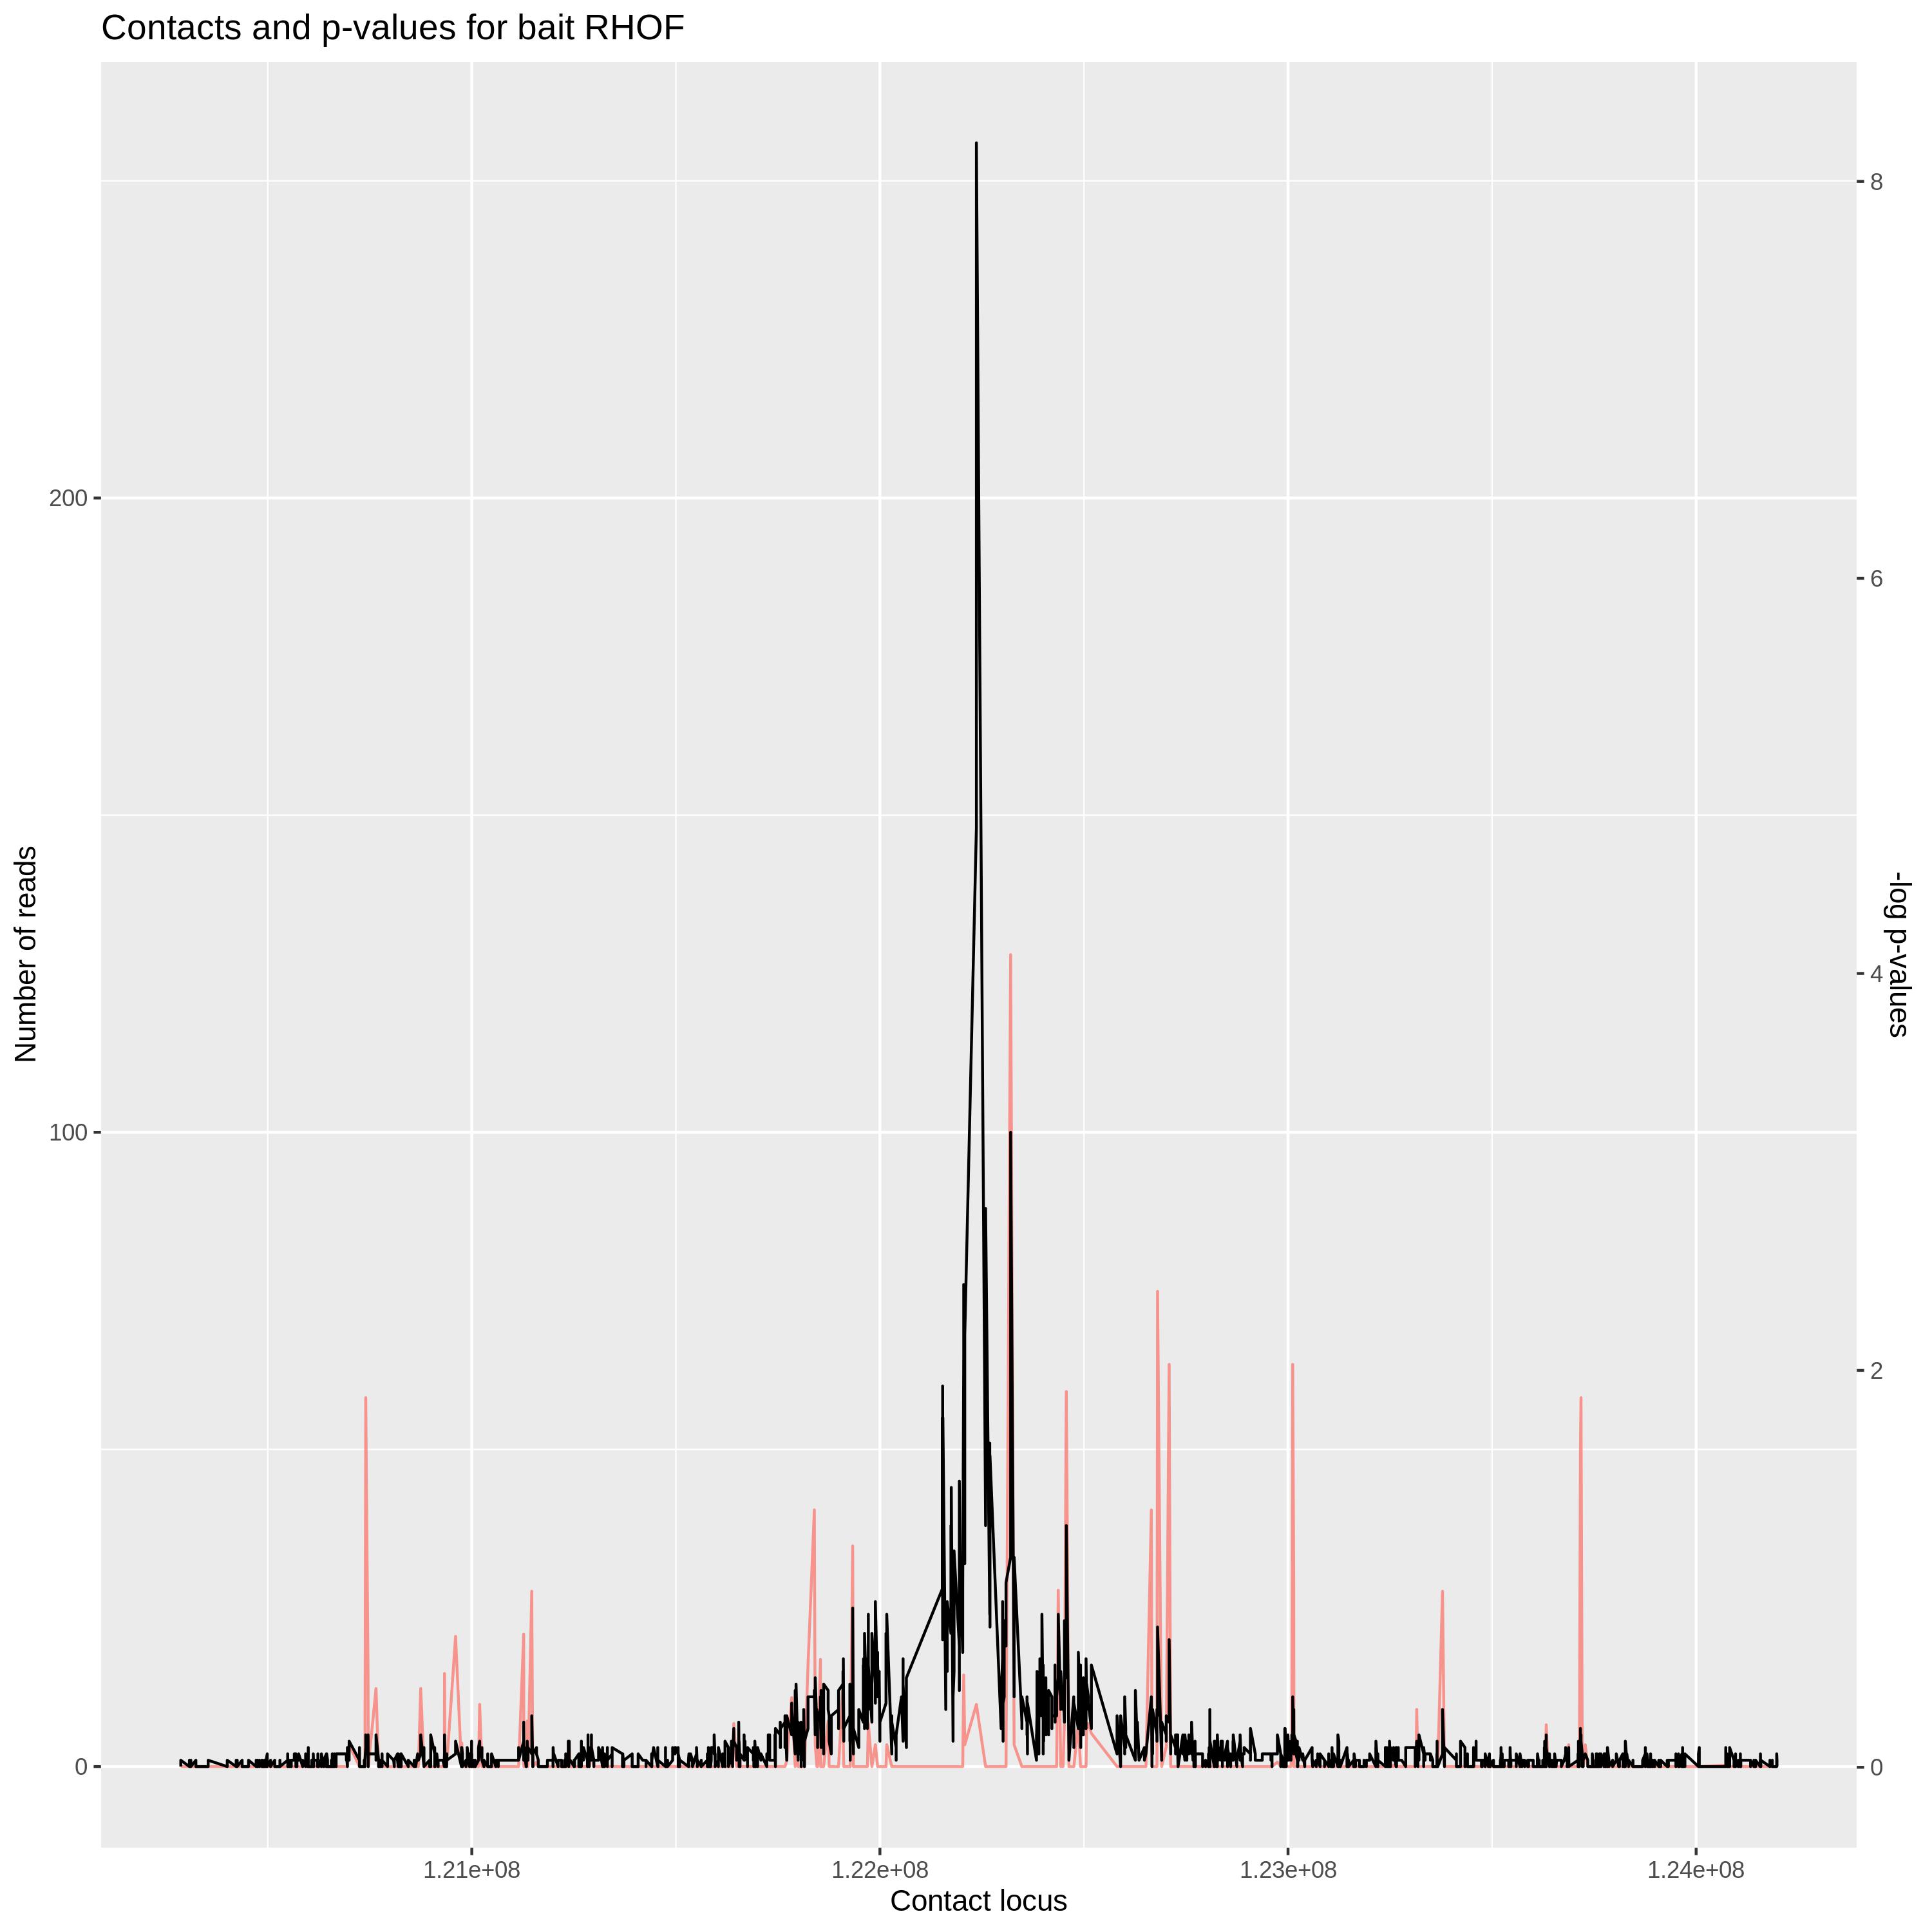 Contacts and p-values for bait RHOF
Number of reads
200
100
0
8
6
4
2
0
-log p-values
1.21e+08
1.22e+08
1.23e+08
1.24e+08
Contact locus